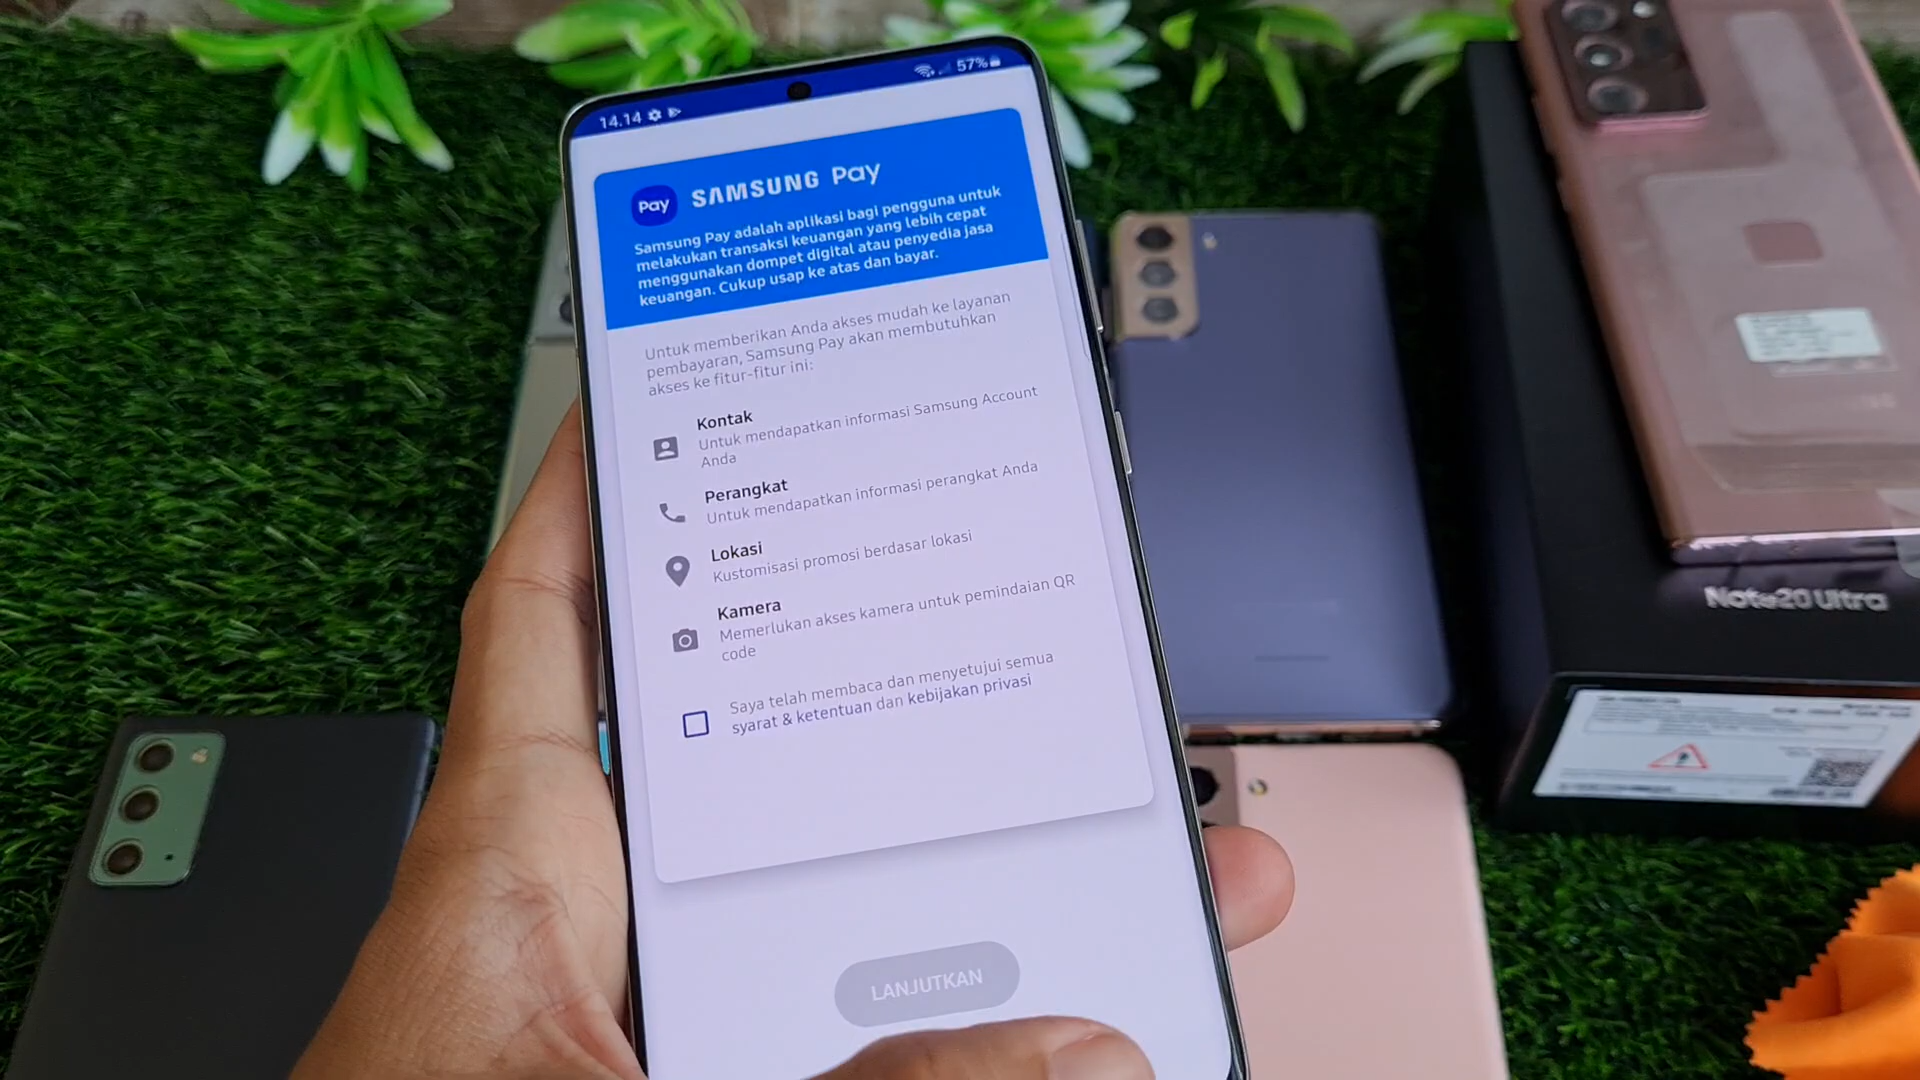 14.14
57%
Pay
SAMSUNG Pay
Samsung Pay adalah aplikasi bagi pengguna untuk
melakukan transaksi keuangan yang lebih cepat
menggunakan dompet digital atau penyedia jasa
keuangan. Cukup usap ke atas dan bayar.
Untuk memberikan Anda akses mudah ke layanan
pembayaran, Samsung Pay akan membutuhkan
akses ke fitur-fitur ini:
Kontak
Untuk mendapatkan informasi Samsung Account
Anda
Perangkat
Untuk mendapatkan informasi perangkat Anda
Lokasi
Kustomisasi promosi berdasar lokasi
Kamera
Memerlukan akses kamera untuk pemindaian QR
code
Saya telah membaca dan menyetujui semua
syarat & ketentuan dan kebijakan privasi
LANJUTKAN
Note20 Ultra